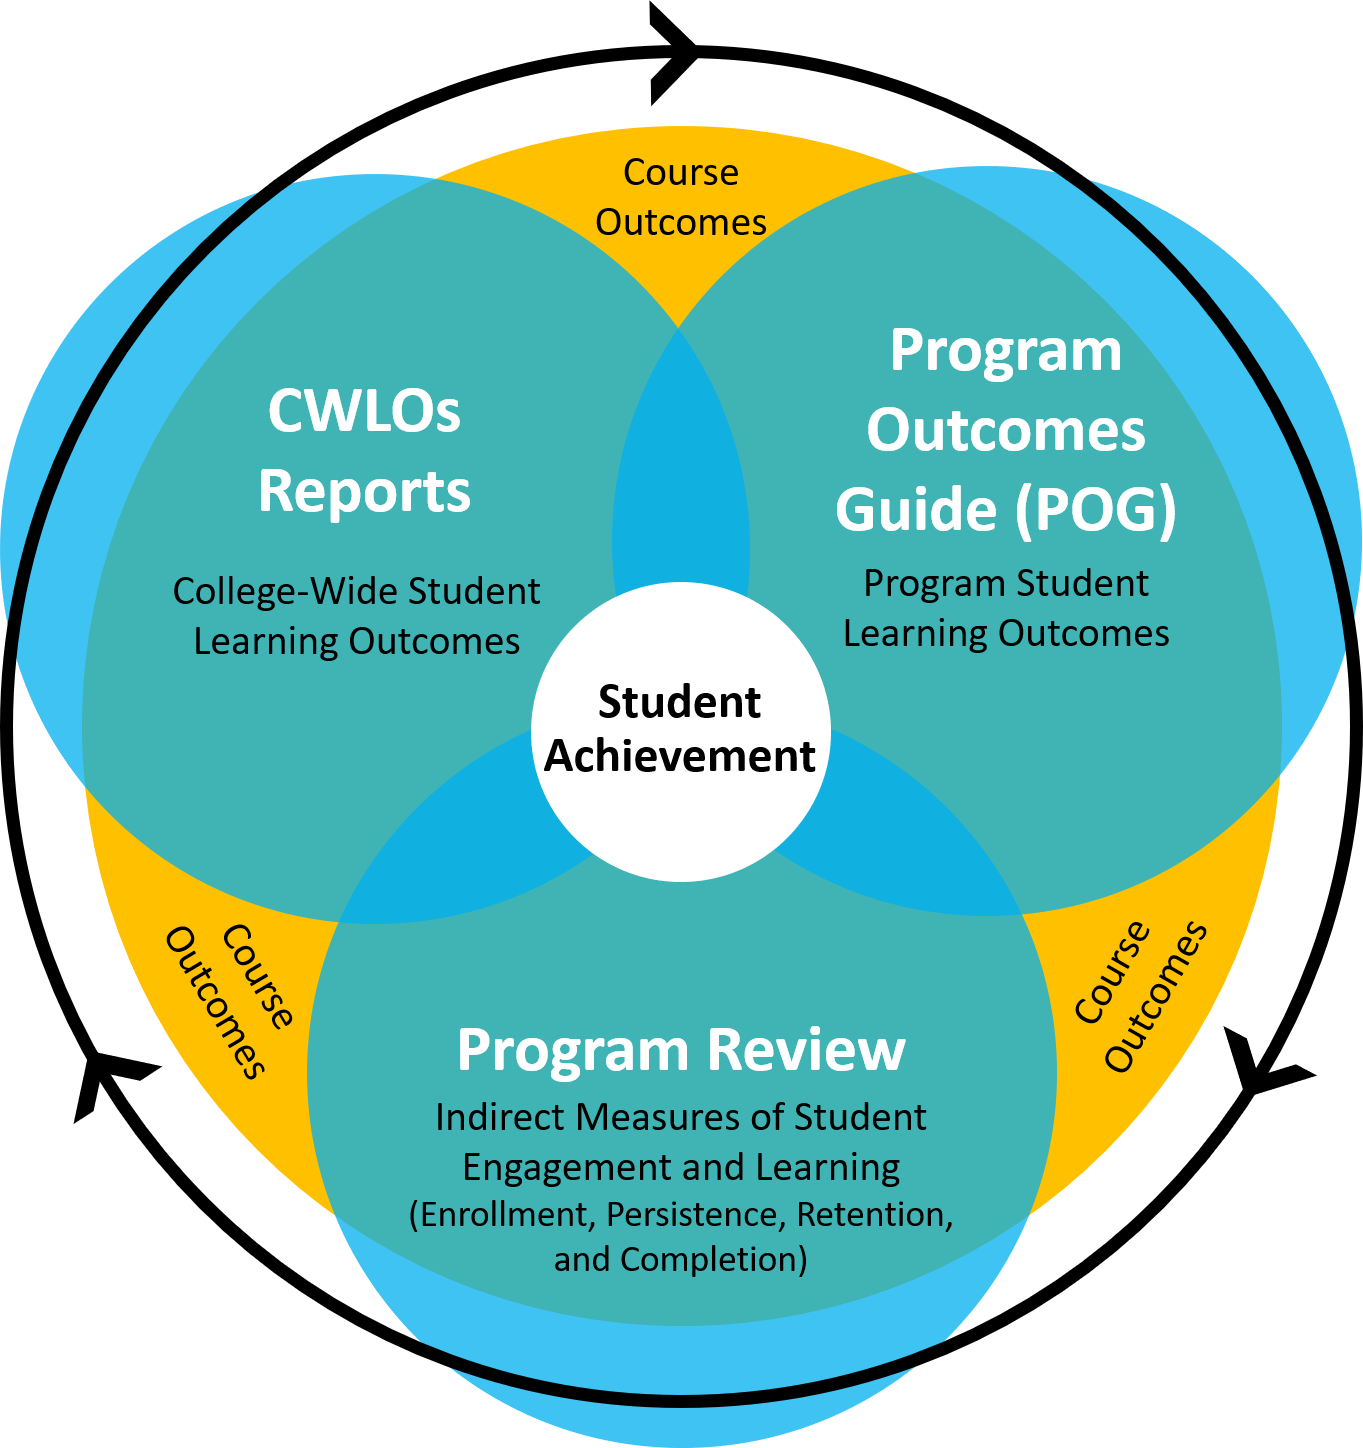 Course
Outcomes
CWLOs
Reports
College-Wide Student
Learning Outcomes
Program
Outcomes
Guide (POG)
Program Student
Learning Outcomes
Student
Achievement
Course
Outcomes
Course
Outcomes
Program Review
Indirect Measures of Student
Engagement and Learning
(Enrollment, Persistence, Retention,
and Completion)